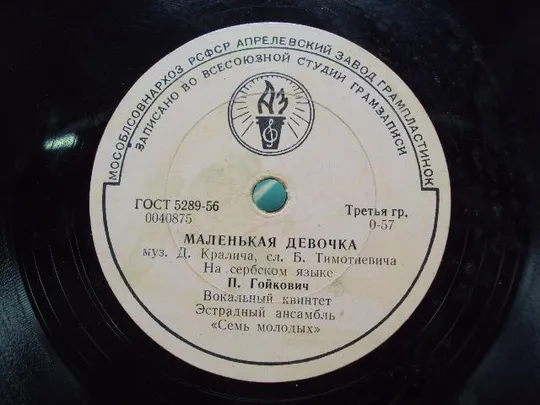 МОСОБЛСОВНАРХОЗ РСФСР АПРЕЛЕВСКИЙ ЗАВОД ГРАМПЛАСТИНОК
ЗАПИСАНО ВО ВСЕСОЮЗНОЙ СТУДИИ ГРАМЗАПИСИ
АЗ
ГОСТ 5289-56
0040875
Третья гр.
0-57
МАЛЕНЬКАЯ ДЕВОЧКА
муз. Д. Кралича, сл. Б. Тимотиевича
На сербском языке
П. Гойкович
Вокальный квинтет
Эстрадный ансамбль
«Семь молодых»